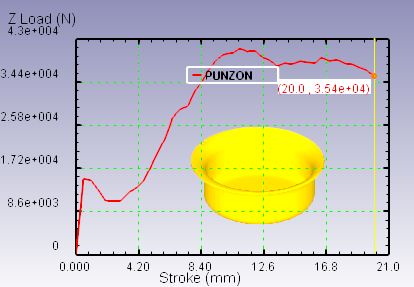 Z Load (N)
4.3e+004
3.44e+004
PUNZON
(20.0 , 3.54e+04)
2.58e+004
1.72e+004
8.6e+003
0
0.000 4.20 8.40 12.6 16.8 21.0
Stroke (mm)